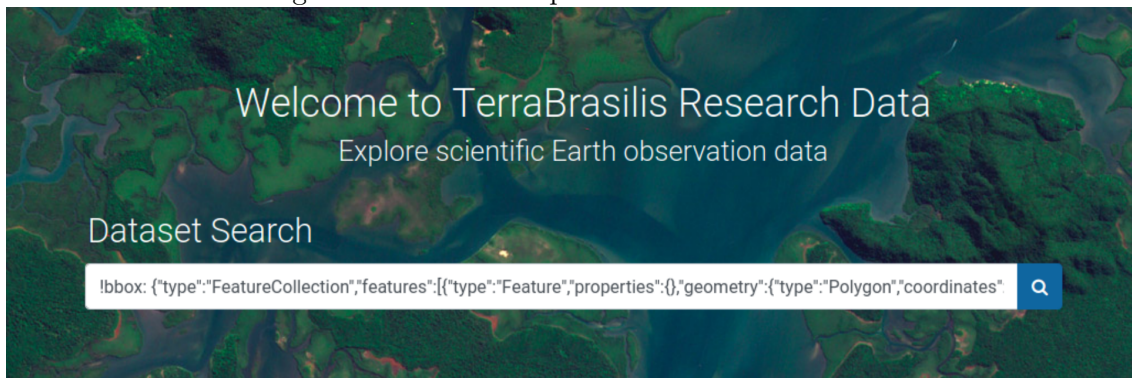 Welcome to TerraBrasilis Research Data
Explore scientific Earth observation data
Dataset Search
!bbox: {"type":"FeatureCollection","features":[{"type":"Feature","properties":{},"geometry":{"type":"Polygon","coordinates":